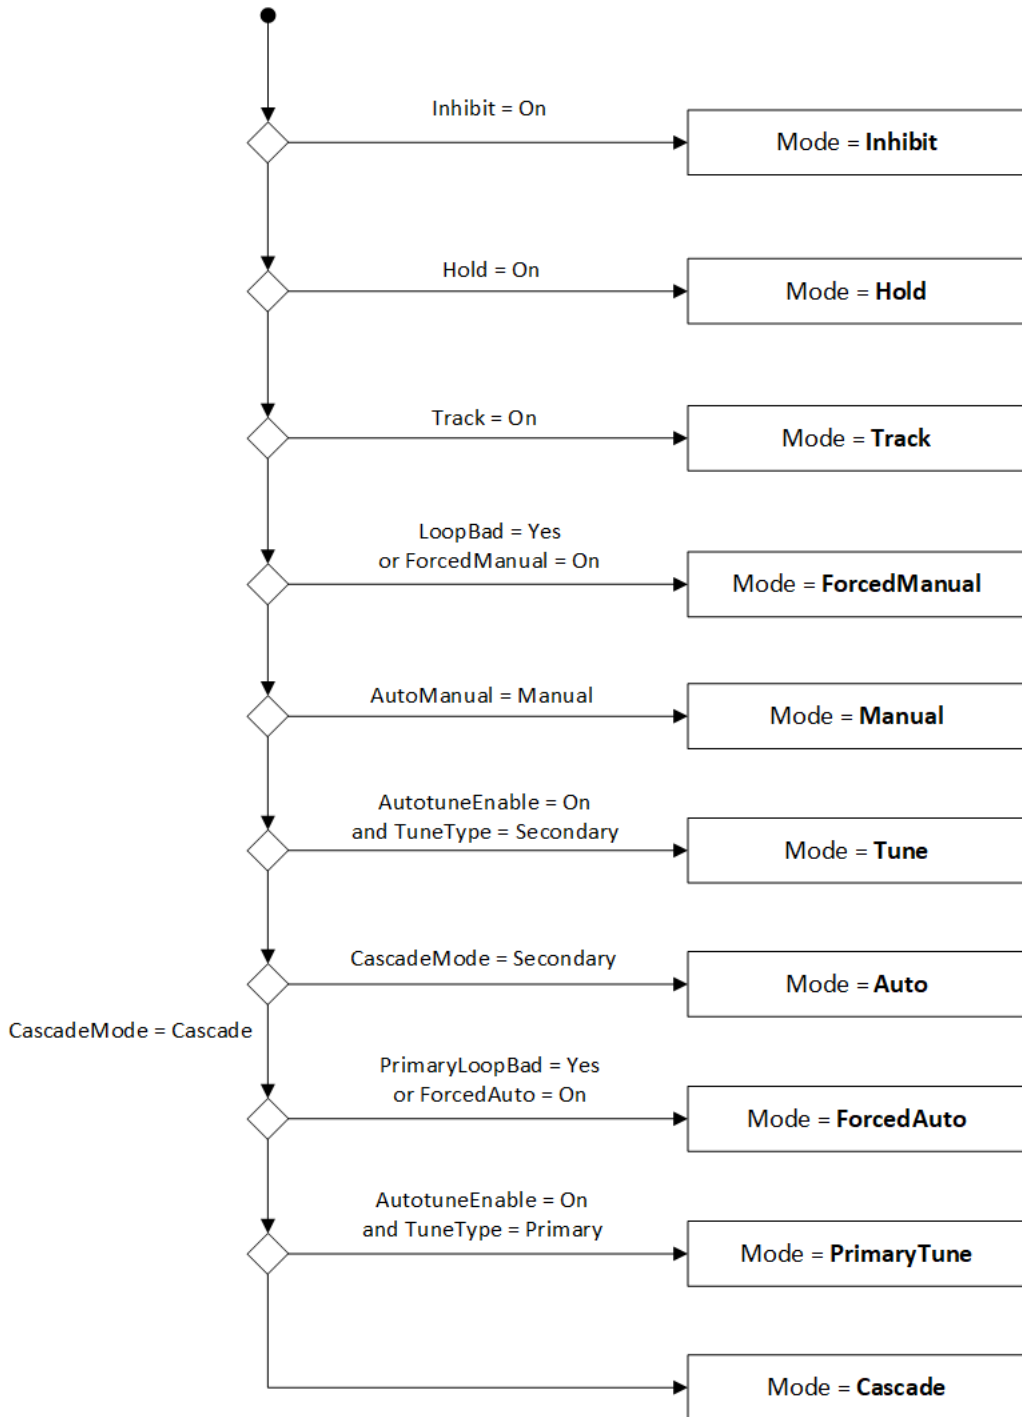 Inhibit = On
Mode = Inhibit
Hold = On
Mode = Hold
Track = On
Mode = Track
LoopBad = Yes
or ForcedManual = On
Mode = ForcedManual
AutoManual = Manual
Mode = Manual
AutotuneEnable = On
and TuneType = Secondary
Mode = Tune
CascadeMode = Secondary
Mode = Auto
CascadeMode = Cascade
PrimaryLoopBad = Yes
or ForcedAuto = On
Mode = ForcedAuto
AutotuneEnable = On
and TuneType = Primary
Mode = PrimaryTune
Mode = Cascade